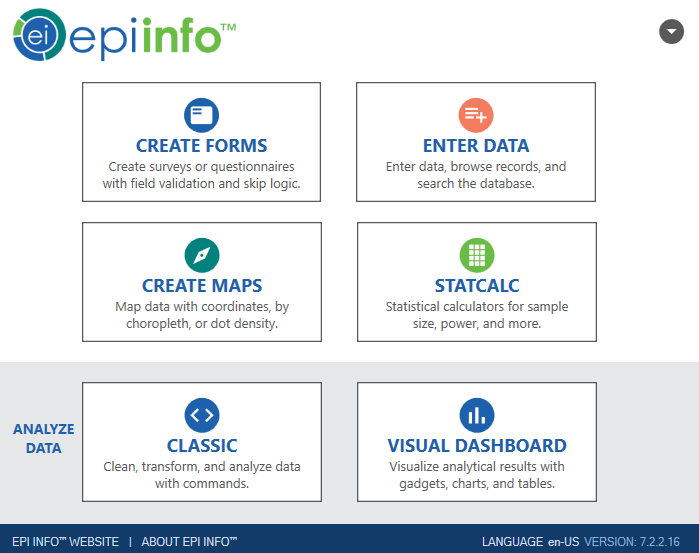 ei epiinfo™
CREATE FORMS
Create surveys or questionnaires
with field validation and skip logic.
ENTER DATA
Enter data, browse records, and
search the database.
CREATE MAPS
Map data with coordinates, by
choropleth, or dot density.
STATCALC
Statistical calculators for sample
size, power, and more.
ANALYZE
DATA
CLASSIC
Clean, transform, and analyze data
with commands.
VISUAL DASHBOARD
Visualize analytical results with
gadgets, charts, and tables.
EPI INFO™ WEBSITE | ABOUT EPI INFO™ LANGUAGE en-US VERSION: 7.2.2.16